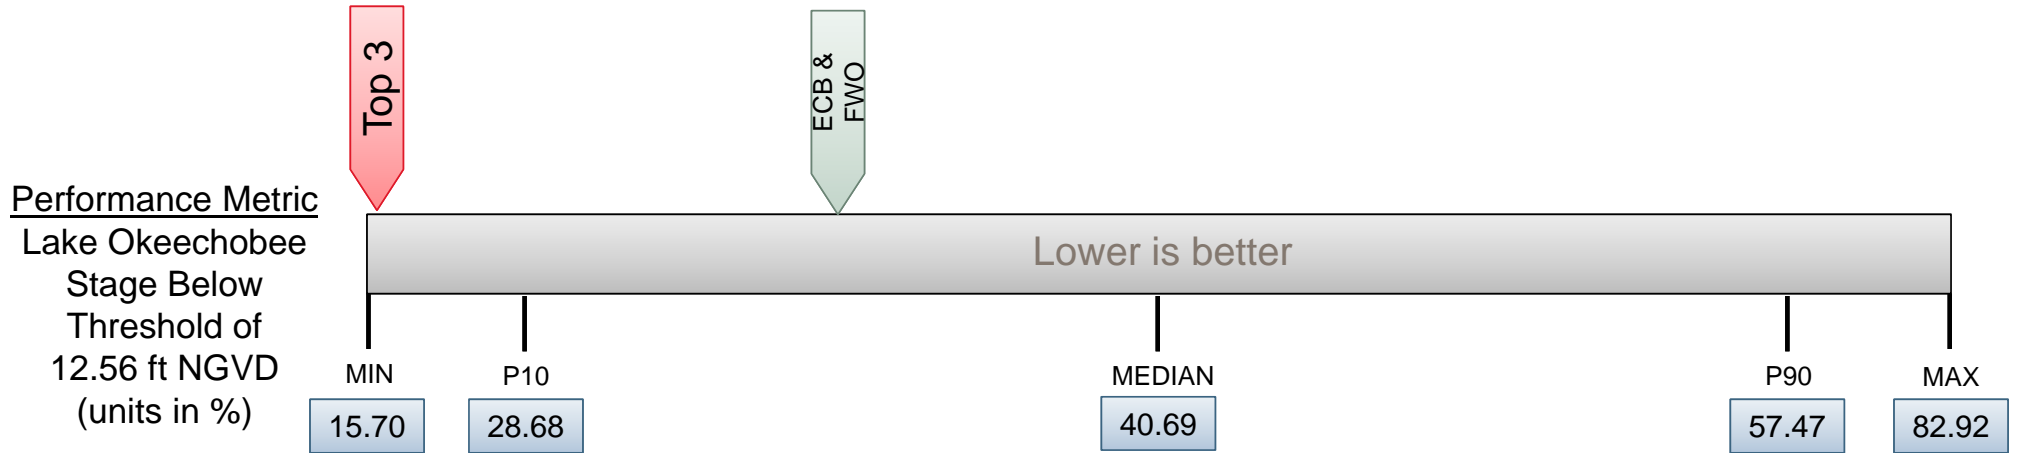 Top 3
ECB &
FWO
Performance Metric
Lake Okeechobee
Stage Below
Threshold of
12.56 ft NGVD
(units in %)
Lower is better
MIN
P10
MEDIAN
P90
MAX
15.70
28.68
40.69
57.47
82.92